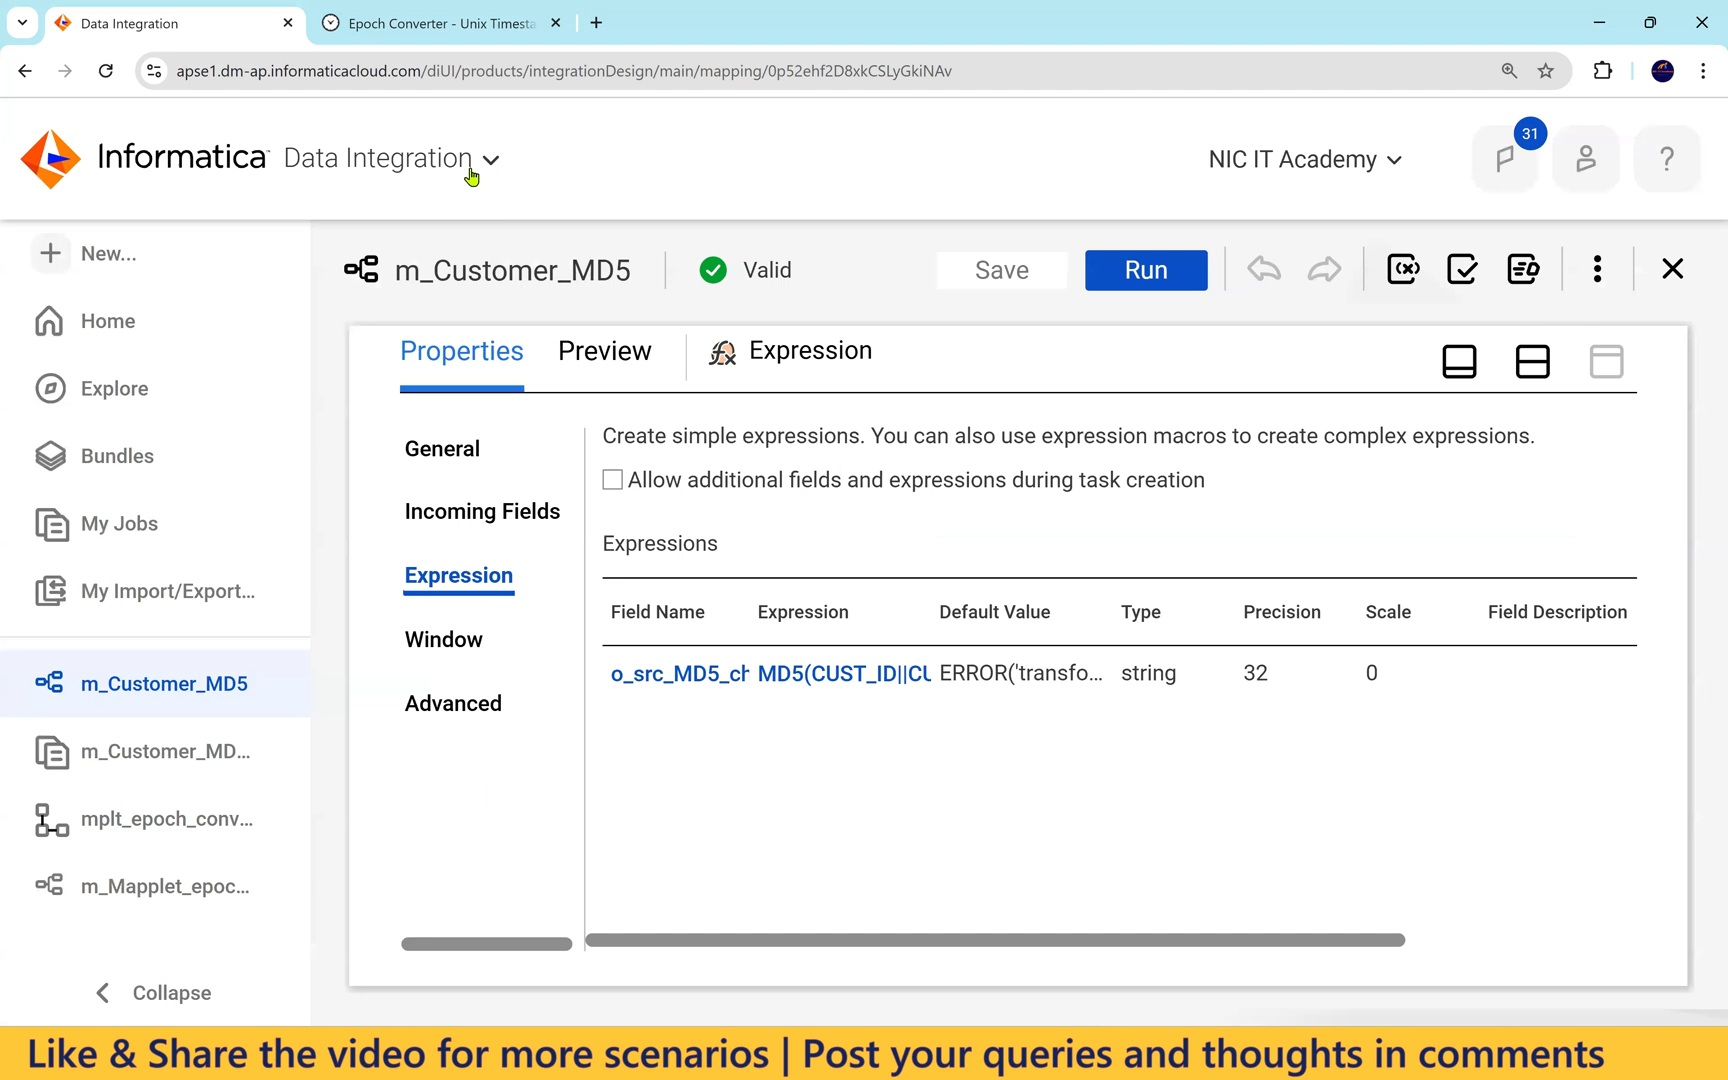 Data Integration
Epoch Converter - Unix Timesta
apse1.dm-ap.informaticacloud.com/diUI/products/integrationDesign/main/mapping/0p52ehf2D8xkCSLyGkiNAv
Informatica Data Integration
NIC IT Academy
31
?
New...
Home
Explore
Bundles
My Jobs
My Import/Export...
m_Customer_MD5
m_Customer_MD...
mplt_epoch_conv...
m_Mapplet_epoc...
Collapse
m_Customer_MD5
Valid
Save
Run
Properties
Preview
Expression
General
Incoming Fields
Expression
Window
Advanced
Create simple expressions. You can also use expression macros to create complex expressions.
Allow additional fields and expressions during task creation
Expressions
Field Name Expression Default Value Type Precision Scale Field Description
o_src_MD5_ch MD5(CUST_ID||CU ERROR('transfo... string 32 0
Like & Share the video for more scenarios | Post your queries and thoughts in comments